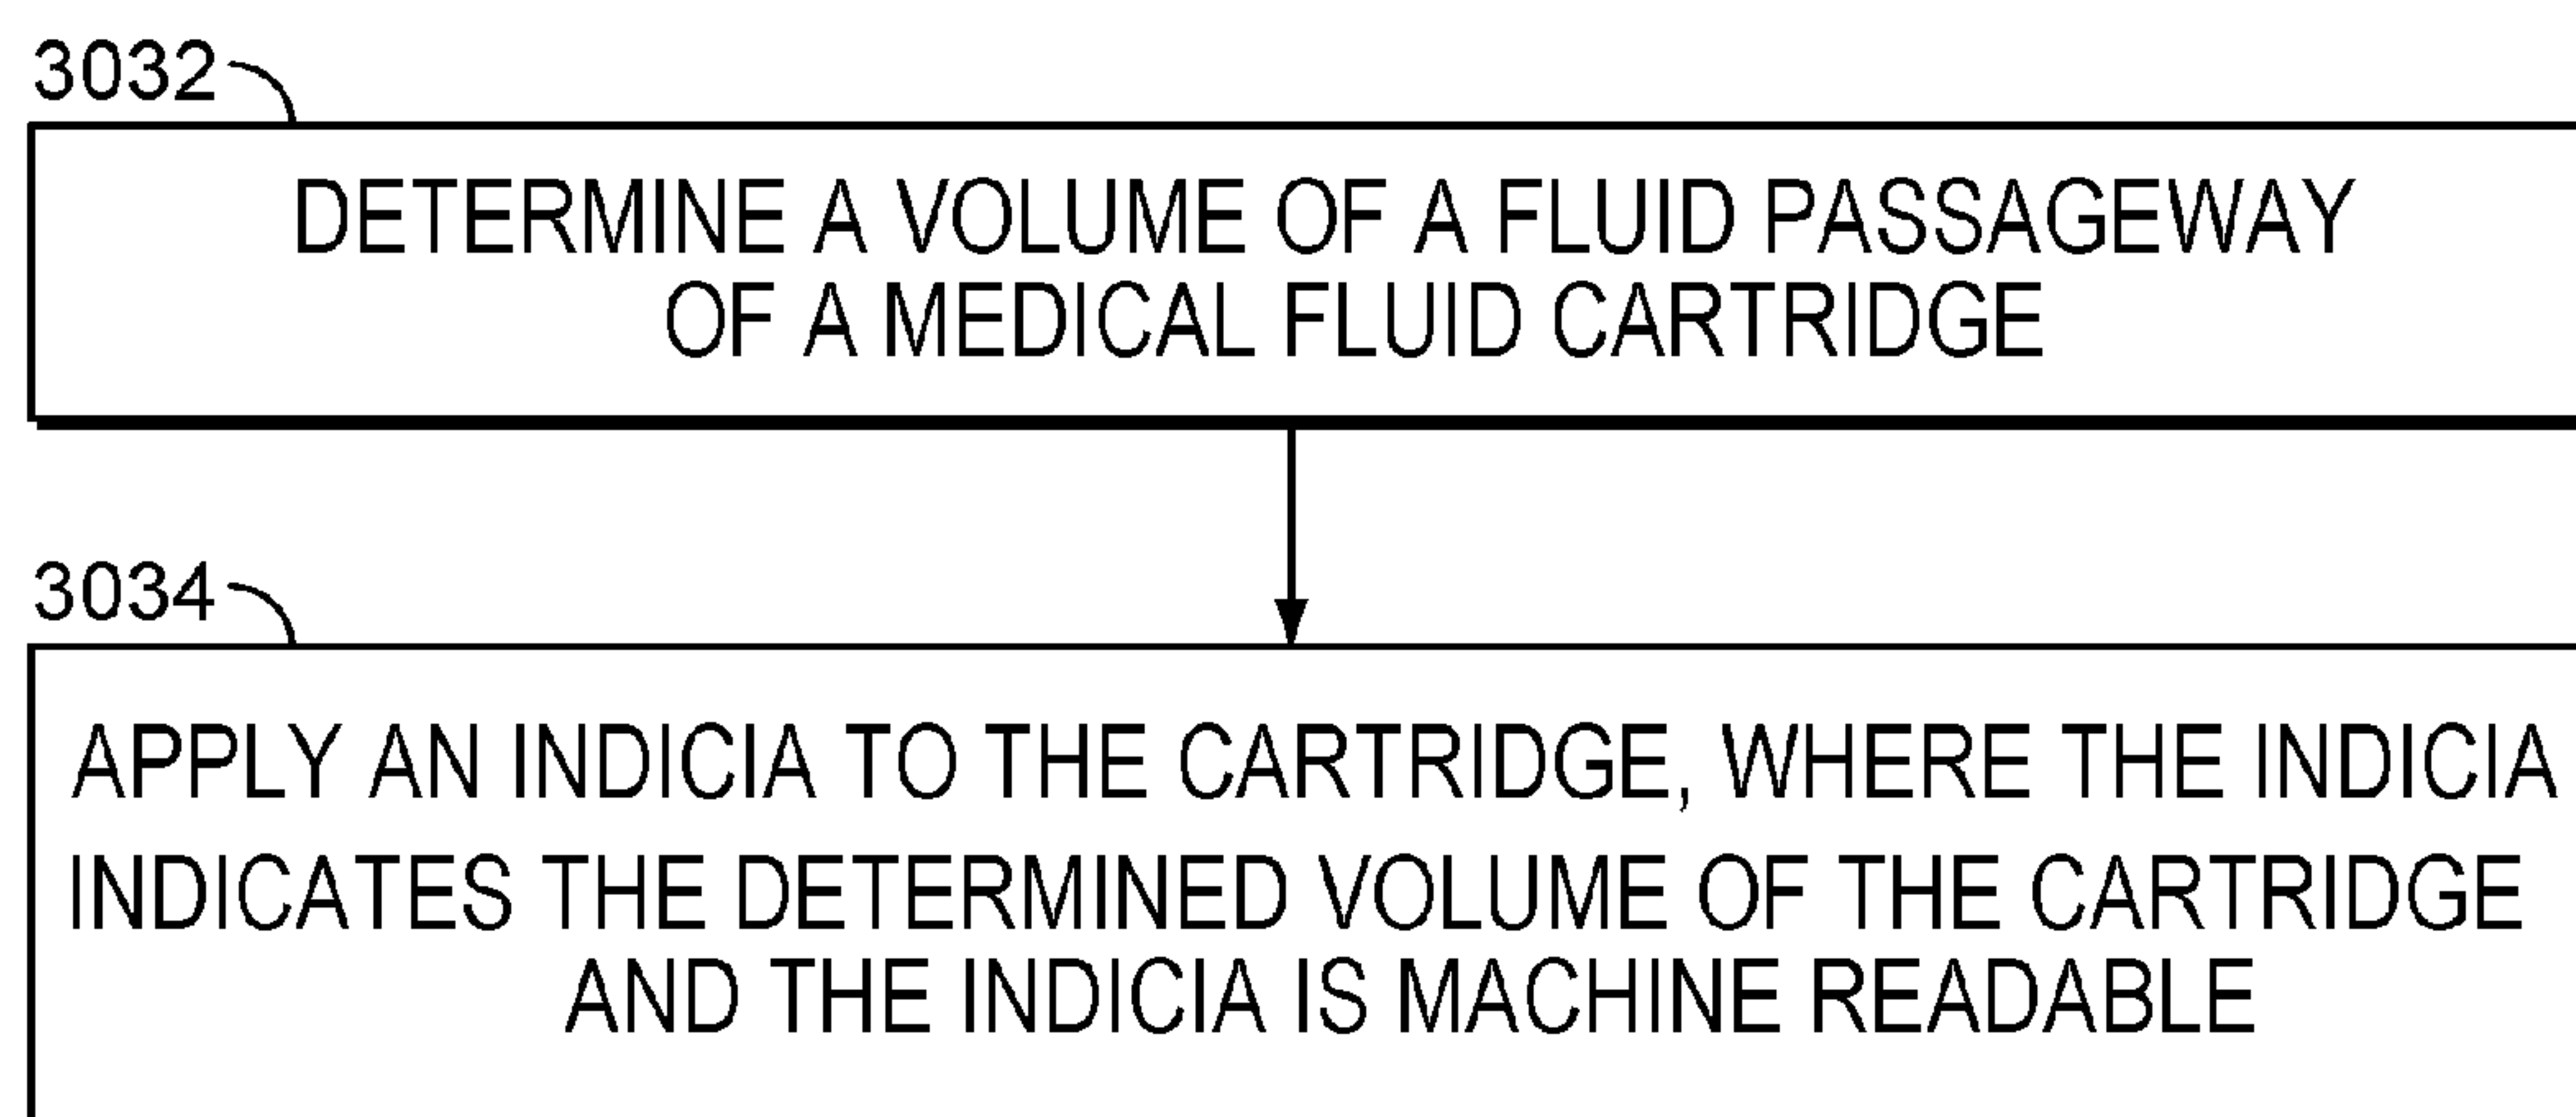 3032
DETERMINE A VOLUME OF A FLUID PASSAGEWAY
OF A MEDICAL FLUID CARTRIDGE
3034
APPLY AN INDICIA TO THE CARTRIDGE, WHERE THE INDICIA
INDICATES THE DETERMINED VOLUME OF THE CARTRIDGE
AND THE INDICIA IS MACHINE READABLE